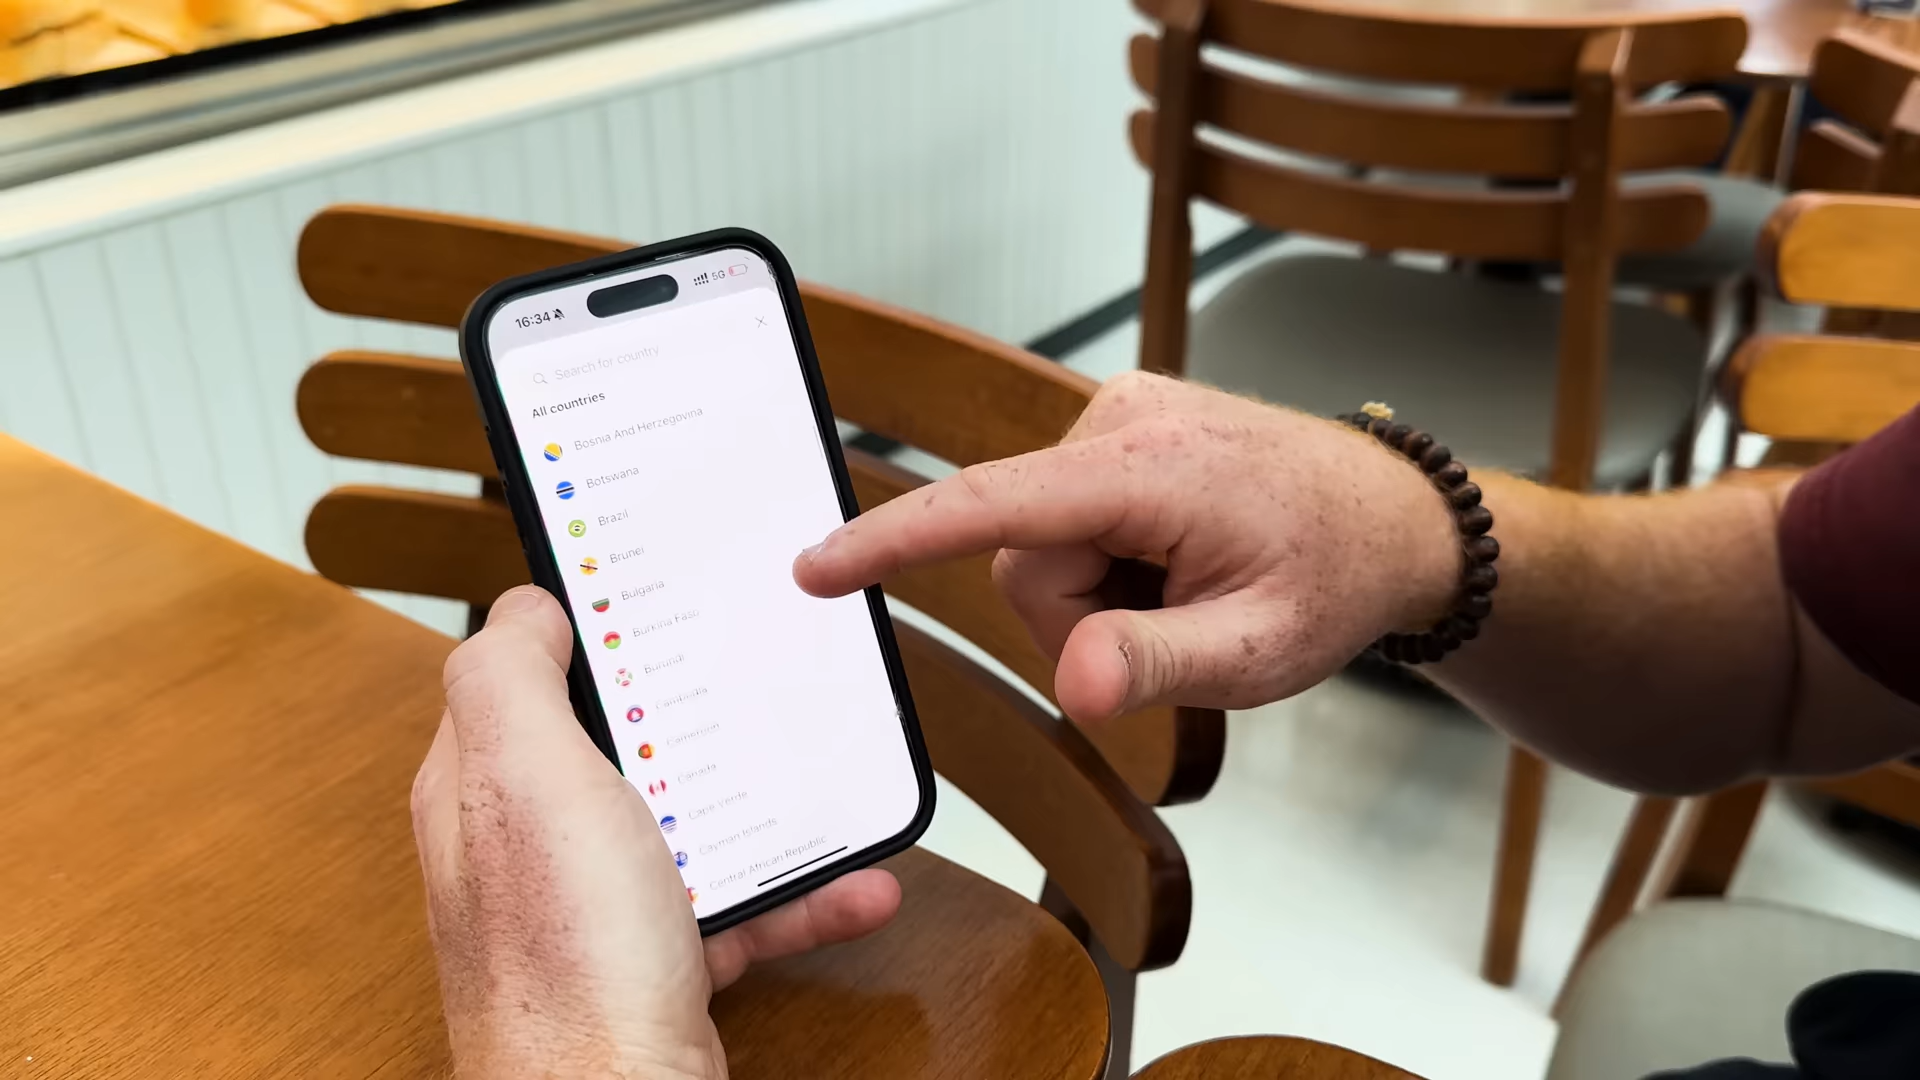 16:34
5G
Search for country
All countries
Bosnia And Herzegovina
Botswana
Brazil
Brunei
Bulgaria
Burkina Faso
Burundi
Cambodia
Cameroon
Canada
Cape Verde
Cayman Islands
Central African Republic